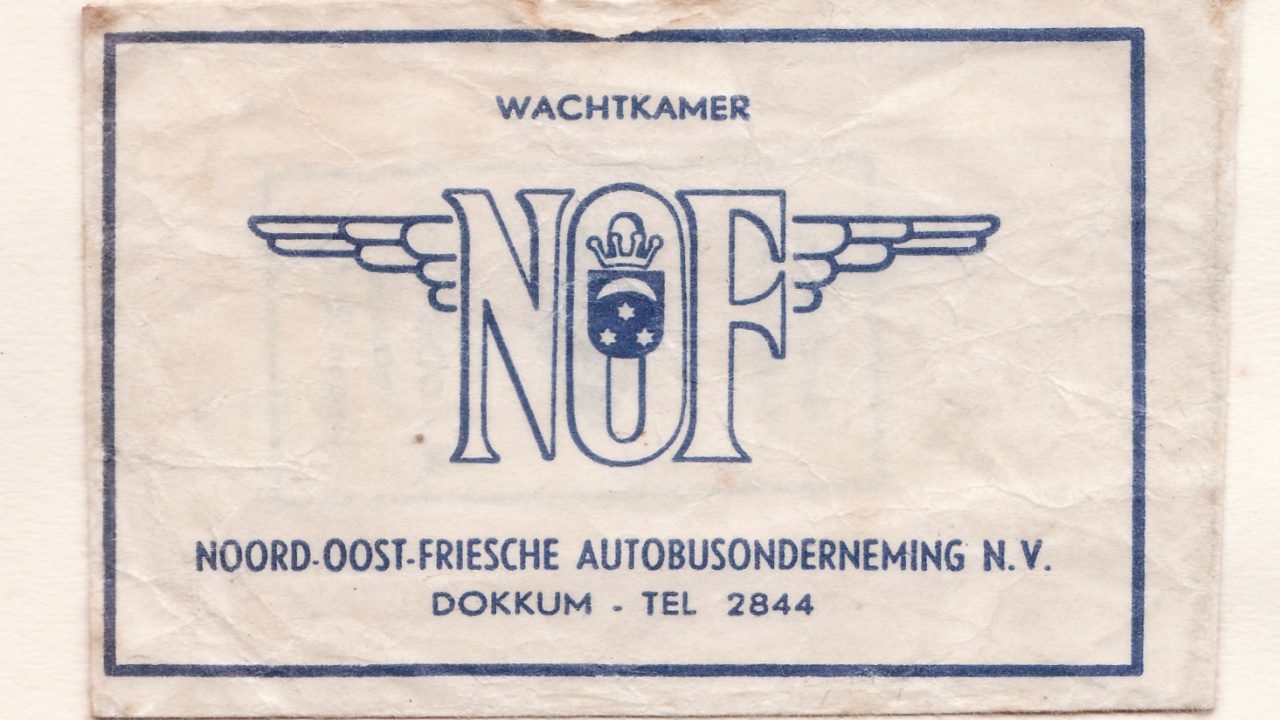 WACHTKAMER
NOF
NOORD-OOST-FRIESCHE AUTOBUSONDERNEMING N.V.
DOKKUM - TEL 2844